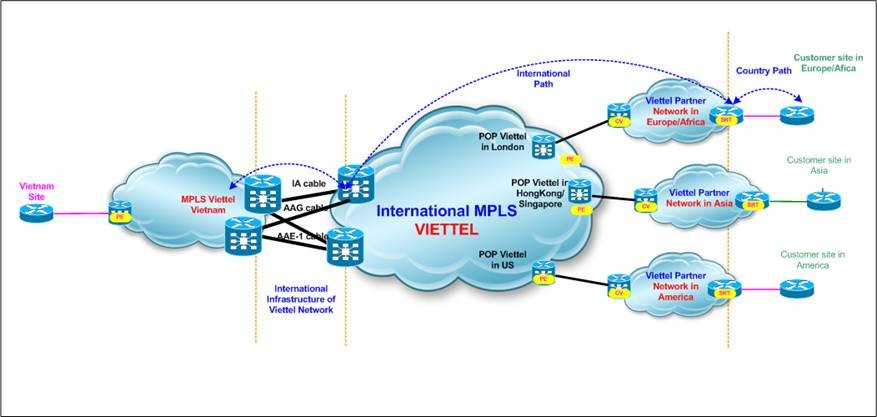 Vietnam
Site
PE
MPLS Viettel
Vietnam
IA cable
AAG cable
AAE-1 cable
International
Infrastructure of
Viettel Network
International MPLS
VIETTEL
International
Path
POP Viettel
in London
PE
POP Viettel in
HongKong/
Singapore
PE
POP Viettel
in US
PE
CV
Viettel Partner
Network in
Europe/Africa
SRT
Country Path
Customer site in
Europe/Afica
CV
Viettel Partner
Network in Asia
SRT
Customer site in
Asia
CV
Viettel Partner
Network in
America
SRT
Customer site in
America